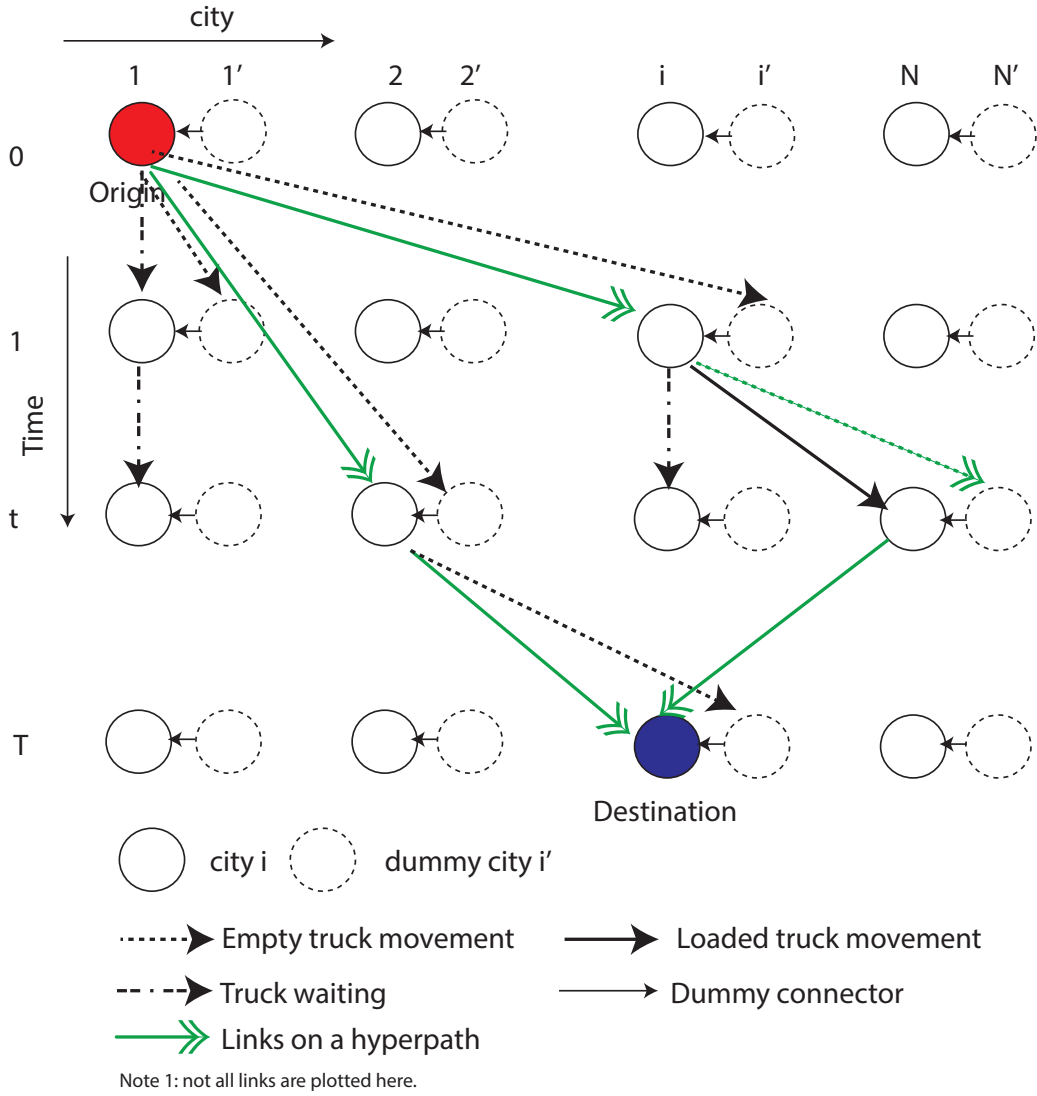 city
1 1′ 2 2′ i i′ N N′
0
Origin
1
Time
t
T
Destination
city i dummy city i′
Empty truck movement Loaded truck movement
Truck waiting Dummy connector
Links on a hyperpath
Note 1: not all links are plotted here.